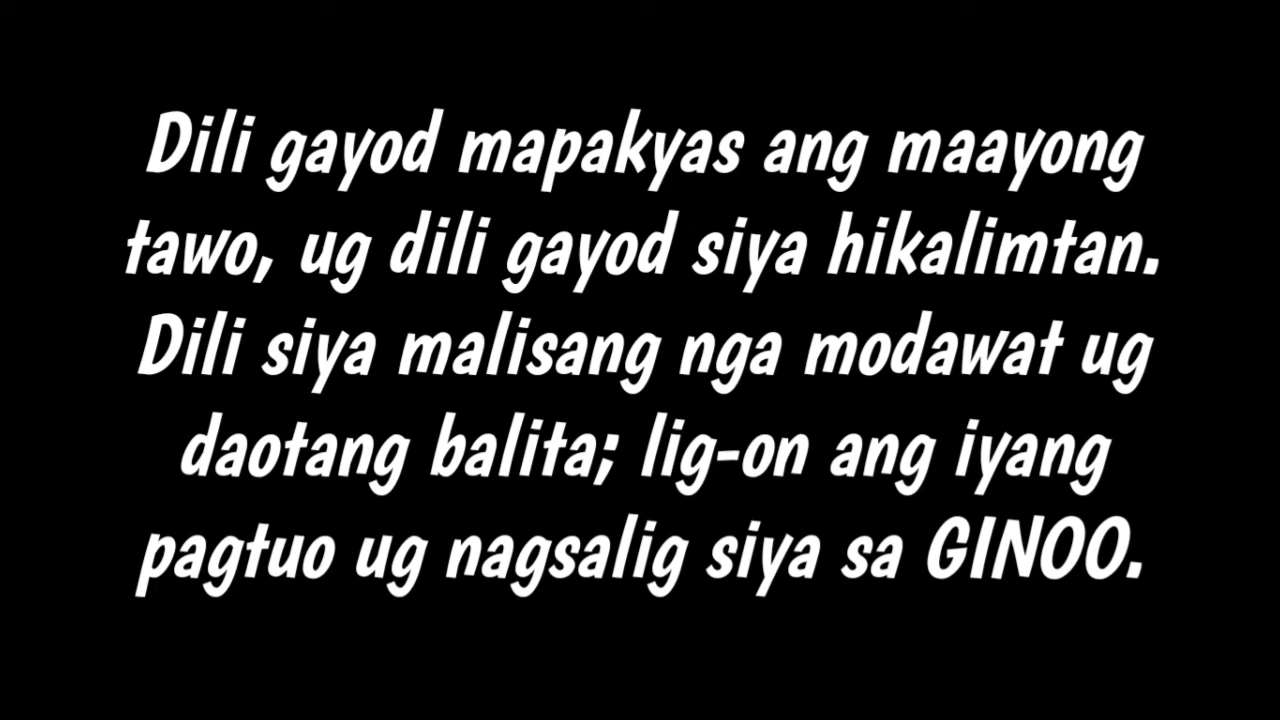 Dili gayod mapakyas ang maayong
tawo, ug dili gayod siya hikalimtan.
Dili siya malisang nga modawat ug
daotang balita; lig-on ang iyang
pagtuo ug nagsalig siya sa GINOO.